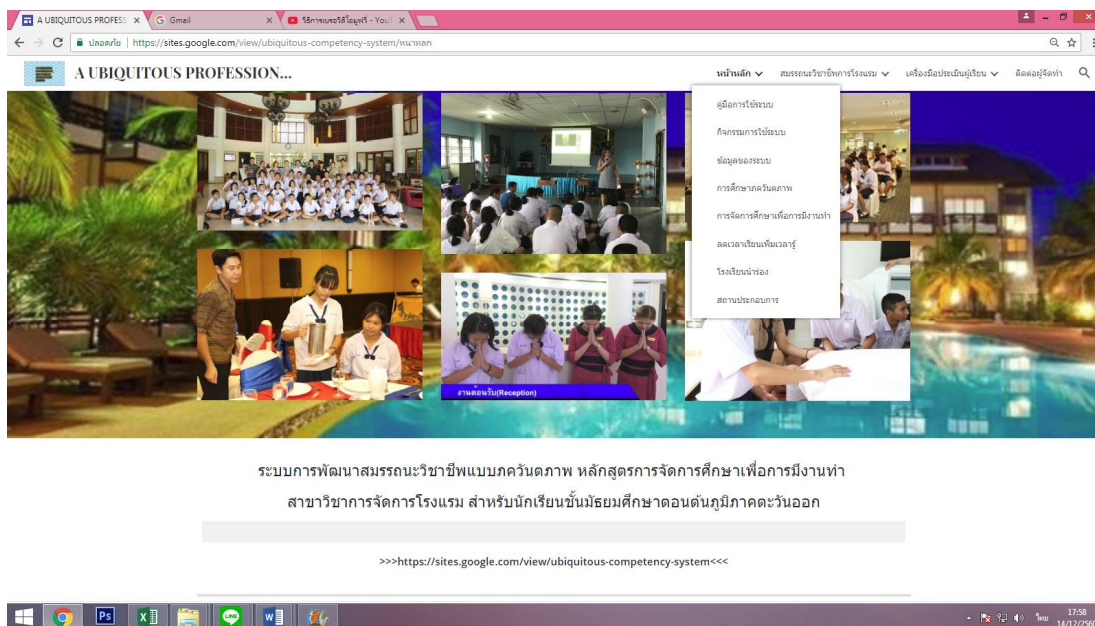 A UBIQUITOUS PROFESS
Gmail
วิธีการเบรอวิดีโอยูทูป - You
ปลอดภัย
https://sites.google.com/view/ubiquitous-competency-system/หน้าหลัก
A UBIQUITOUS PROFESSION...
หน้าหลัก
สมรรถนะวิชาชีพการโรงแรม
เครื่องมือประเมินผู้เรียน
ติดต่อผู้จัดทำ
คู่มือการใช้ระบบ
กิจกรรมการใช้ระบบ
ข้อมูลของระบบ
การศึกษาภควันตภาพ
การจัดการศึกษาเพื่อการมีงานทำ
ลดเวลาเรียนเพิ่มเวลารู้
โรงเรียนนำร่อง
สถานประกอบการ
งานต้อนรับ(Reception)
ระบบการพัฒนาสมรรถนะวิชาชีพแบบภควันตภาพ หลักสูตรการจัดการศึกษาเพื่อการมีงานทำ
สาขาวิชาการจัดการโรงแรม สำหรับนักเรียนชั้นมัธยมศึกษาตอนต้นภูมิภาคตะวันออก
>>>https://sites.google.com/view/ubiquitous-competency-system<<<
Ps
LINE
ไทย
17:58
14/12/2560